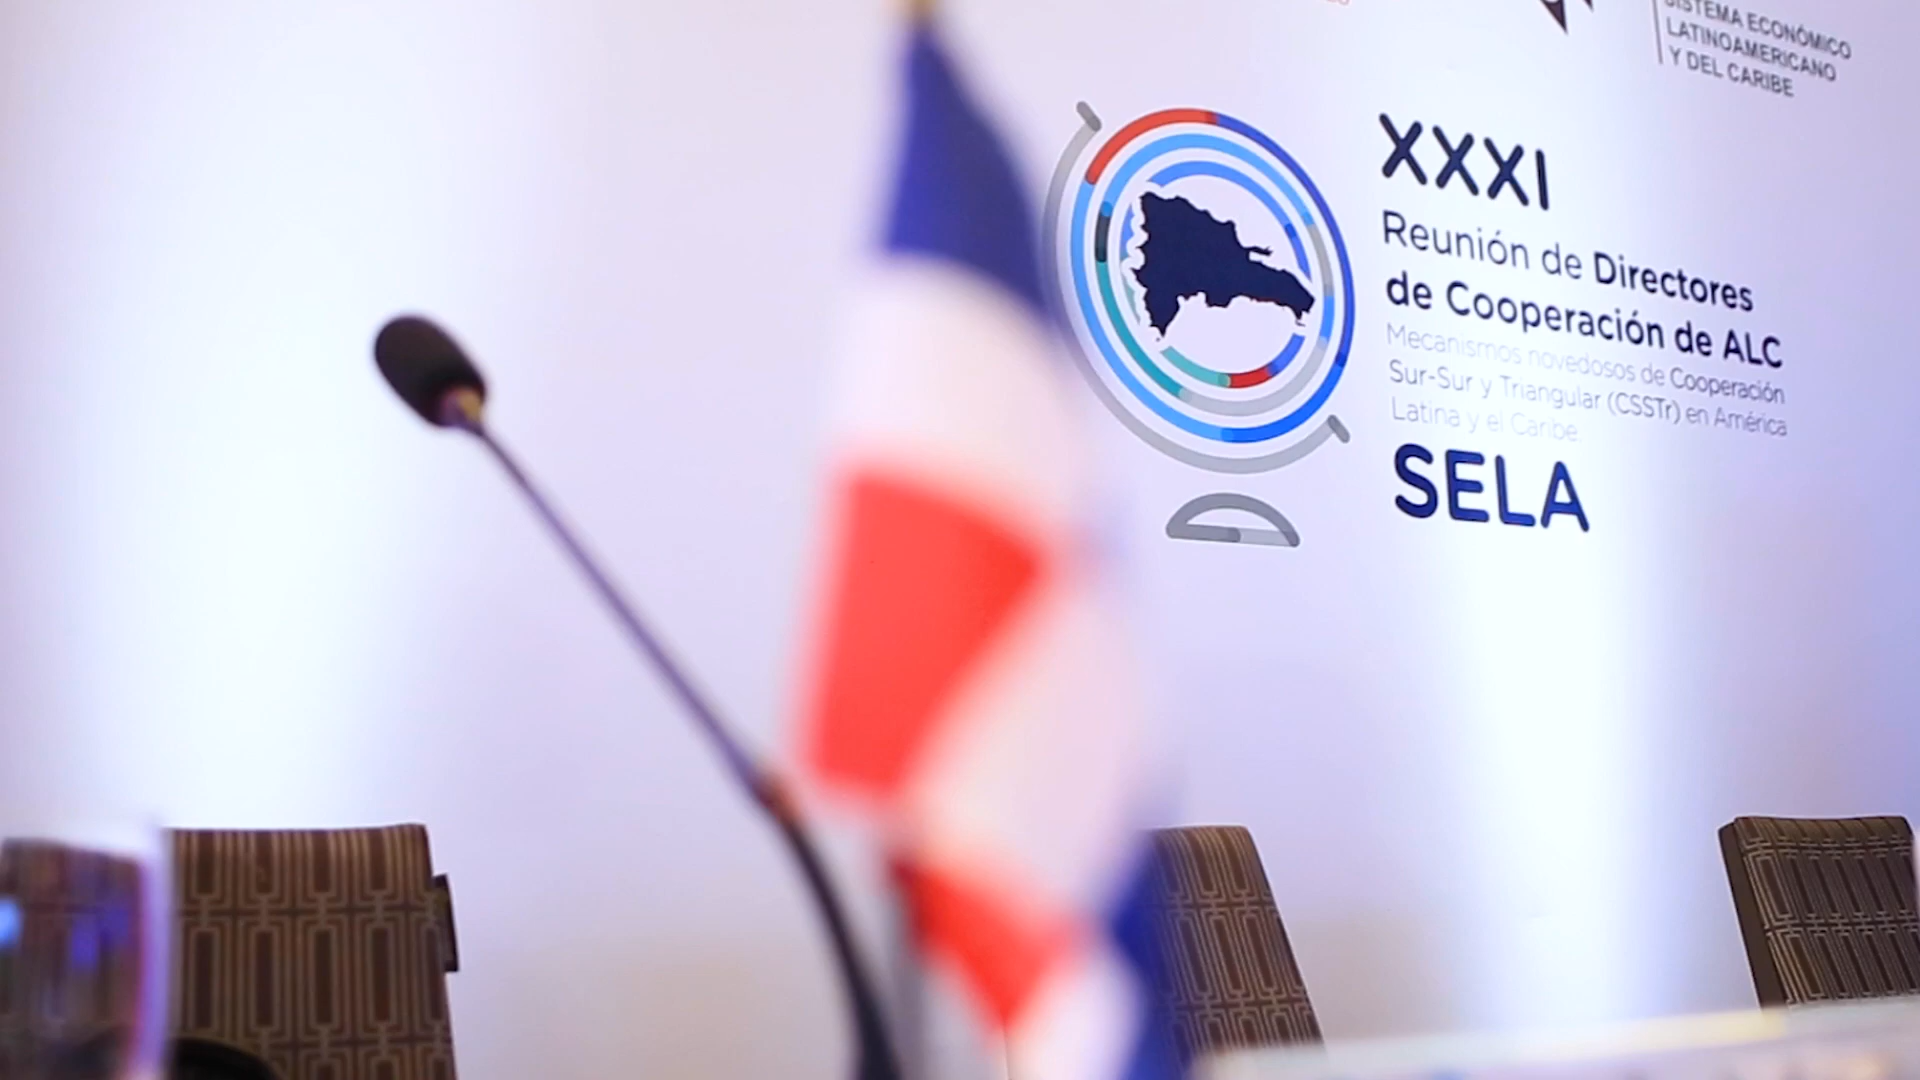 SISTEMA ECONÓMICO
LATINOAMERICANO
Y DEL CARIBE
XXXI
Reunión de Directores
de Cooperación de ALC
Mecanismos novedosos de Cooperación
Sur-Sur y Triangular (CSSTr) en América
Latina y el Caribe.
SELA